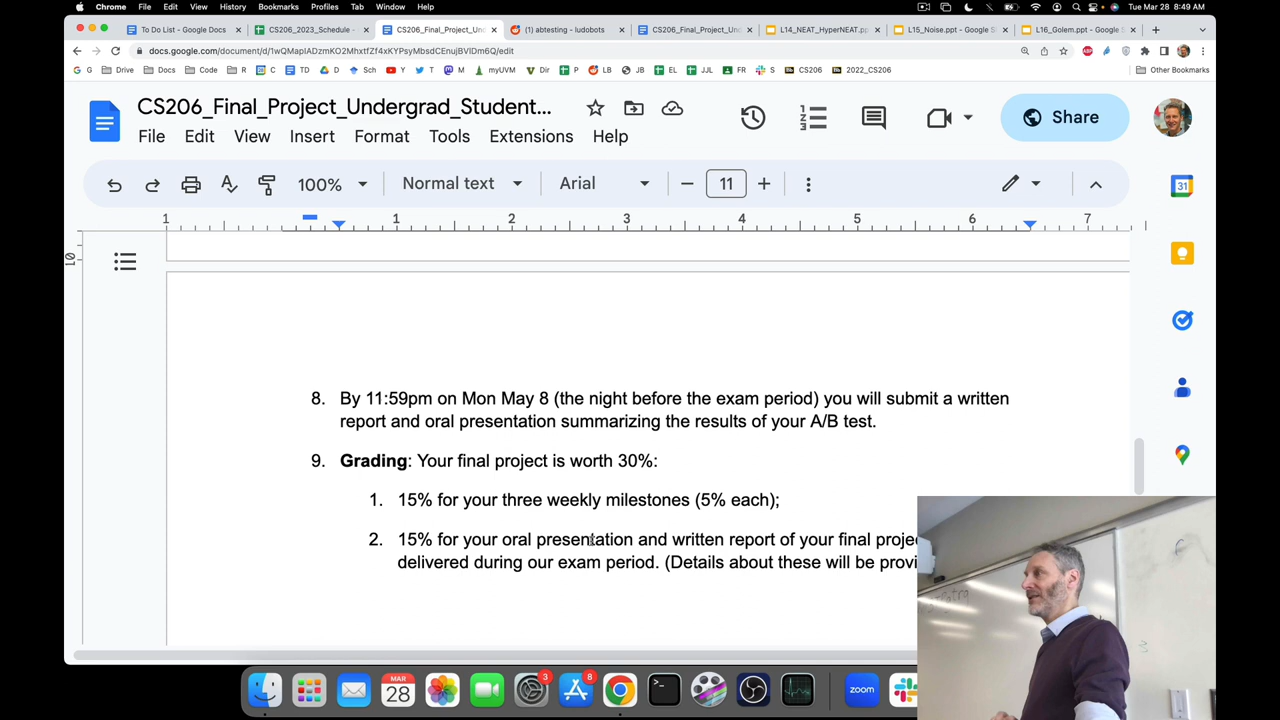 Chrome File Edit View History Bookmarks Profiles Tab Window Help Tue Mar 28 8:49 AM
To Do List - Google Docs CS206_2023_Schedule - CS206_Final_Project_Un (1) abtesting - ludobots CS206_Final_Project_Und L14_NEAT_HyperNEAT.pp L15_Noise.ppt - Google S L16_Golem.ppt - Google
docs.google.com/document/d/
G Drive Docs Code R C TD D Sch Y T M myUVM Dir P LB JB EL JJL FR S CS206 2022_CS206 Other Bookmarks
CS206_Final_Project_Undergrad_Student...
File Edit View Insert Format Tools Extensions Help
Share
100% Normal text Arial 11
31
1 1 2 3 4 5 6 7
10
8. By 11:59pm on Mon May 8 (the night before the exam period) you will submit a written
report and oral presentation summarizing the results of your A/B test.
9. Grading: Your final project is worth 30%:
1. 15% for your three weekly milestones (5% each);
2. 15% for your oral presentation and written report of your final projec
delivered during our exam period. (Details about these will be provi
MAR
28
3
8
zoom